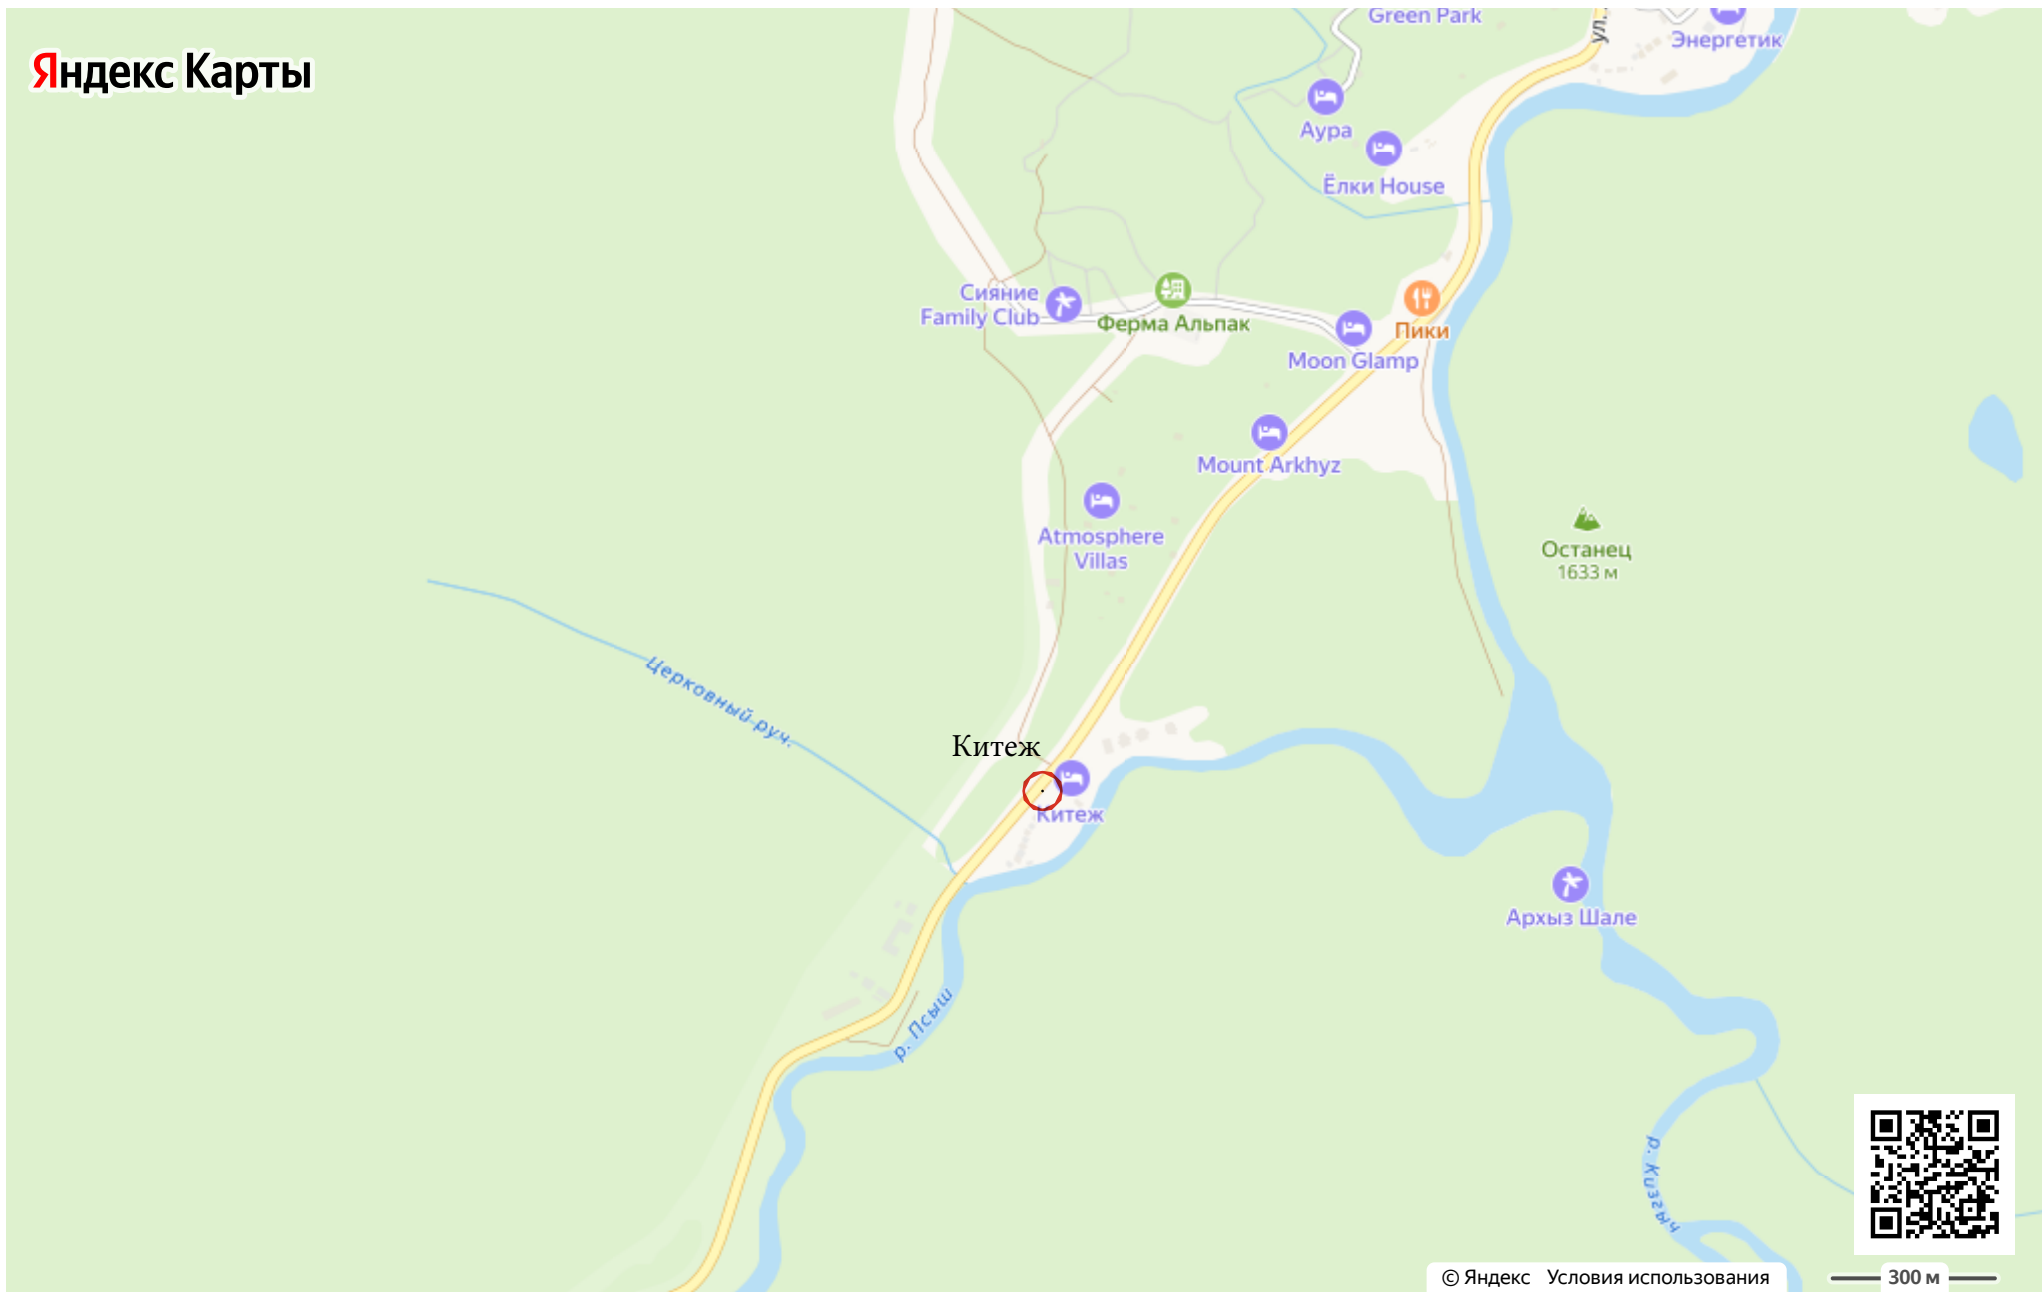 Green Park
ул.
Энергетик
Яндекс Карты
Аура
Ёлки House
Сияние
Family Club
Ферма Альпак
Пики
Moon Glamp
Mount Arkhyz
Atmosphere
Villas
Останец
1633 м
Церковный руч.
Китеж
Китеж
Архыз Шале
р. Псыш
р. Кизгыч
© Яндекс Условия использования
300 м